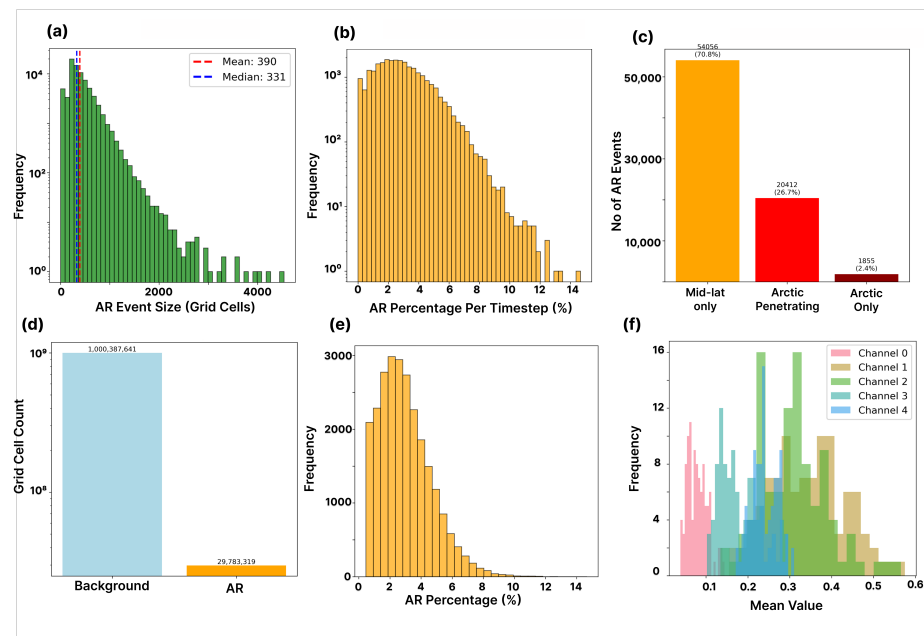 (a)
Mean: 390
Median: 331
10⁴
10²
10⁰
Frequency
0
2000
4000
AR Event Size (Grid Cells)
(b)
10³
10²
10¹
10⁰
Frequency
0
2
4
6
8
10
12
14
AR Percentage Per Timestep (%)
(c)
54056
(70.8%)
20412
(26.7%)
1855
(2.4%)
50,000
30,000
10,000
No of AR Events
Mid-lat
only
Arctic
Penetrating
Arctic
Only
(d)
1,000,387,641
29,783,319
10⁹
10⁸
Grid Cell Count
Background
AR
(e)
3000
2000
1000
0
Frequency
0
2
4
6
8
10
12
14
AR Percentage (%)
(f)
Channel 0
Channel 1
Channel 2
Channel 3
Channel 4
16
12
8
4
0
Frequency
0.1
0.2
0.3
0.4
0.5
0.6
Mean Value